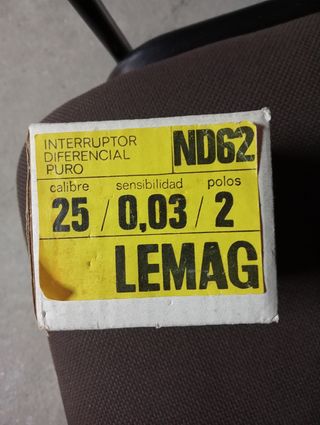 INTERRUPTOR
DIFERENCIAL
PURO
ND62
calibre sensibilidad polos
25 / 0,03 / 2
LEMAG